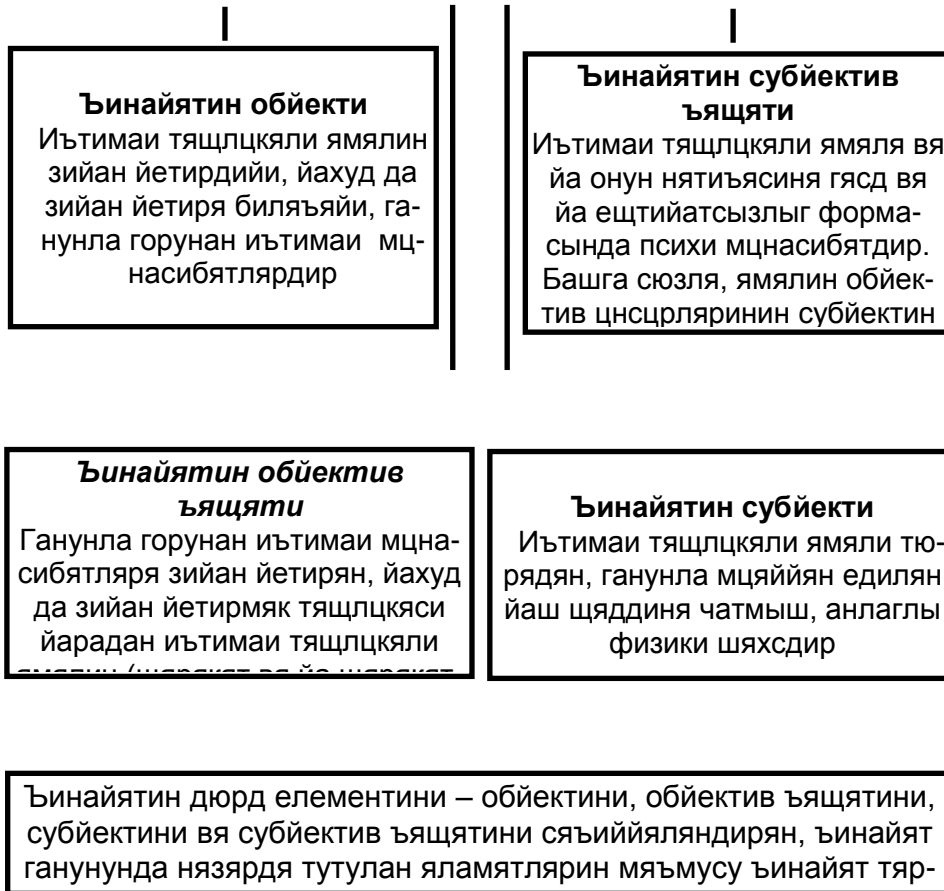 Ъинайятин обйекти
Иътимаи тящлцкяли ямялин
зийан йетирдийи, йахуд да
зийан йетиря биляъяйи, га-
нунла горунан иътимаи мц-
насибятлярдир
Ъинайятин субйектив
ъящяти
Иътимаи тящлцкяли ямяля вя
йа онун нятиъясиня гясд вя
йа ещтийатсызлыг форма-
сында психи мцнасибятдир.
Башга сюзля, ямялин обйек-
тив цнсцрляринин субйектин
Ъинайятин обйектив
ъящяти
Ганунла горунан иътимаи мцна-
сибятляря зийан йетирян, йахуд
да зийан йетирмяк тящлцкяси
йарадан иътимаи тящлцкяли
Ъинайятин субйекти
Иътимаи тящлцкяли ямяли тю-
рядян, ганунла мцяййян едилян
йаш щяддиня чатмыш, анлаглы
физики шяхсдир
Ъинайятин дюрд елементини – обйектини, обйектив ъящятини,
субйектини вя субйектив ъящятини сяъиййяляндирян, ъинайят
ганунунда нязярдя тутулан яламятлярин мяъмусу ъинайят тяр-